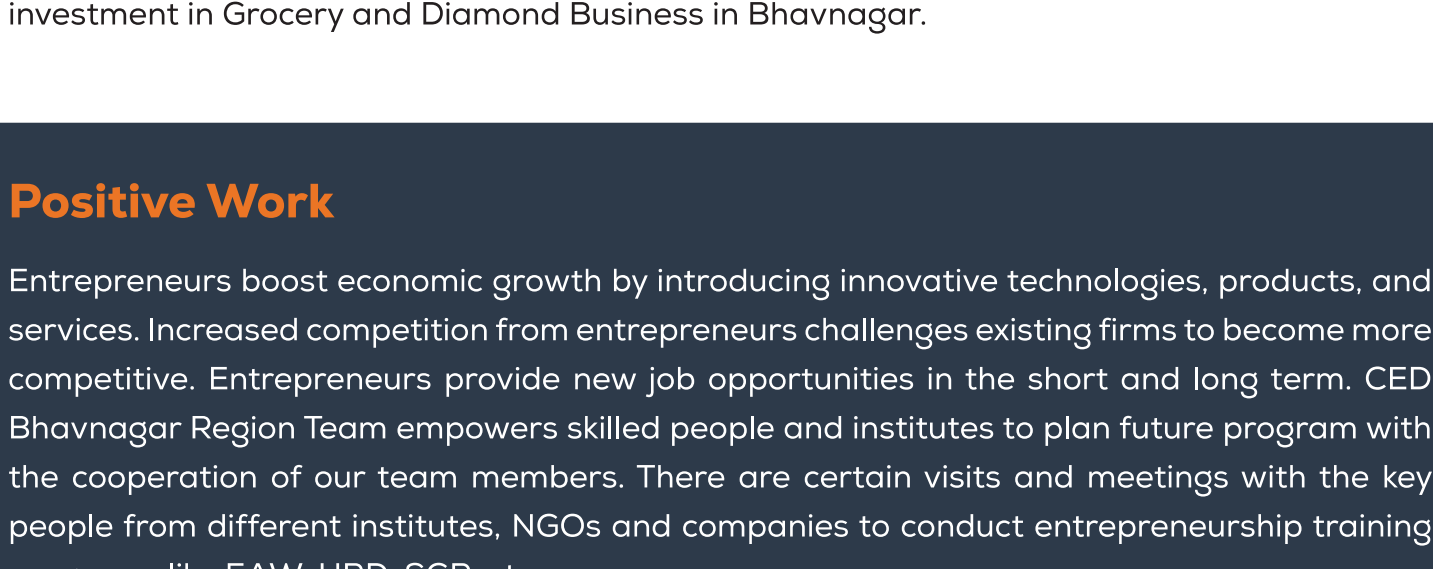 investment in Grocery and Diamond Business in Bhavnagar.
Positive Work
Entrepreneurs boost economic growth by introducing innovative technologies, products, and
services. Increased competition from entrepreneurs challenges existing firms to become more
competitive. Entrepreneurs provide new job opportunities in the short and long term. CED
Bhavnagar Region Team empowers skilled people and institutes to plan future program with
the cooperation of our team members. There are certain visits and meetings with the key
people from different institutes, NGOs and companies to conduct entrepreneurship training